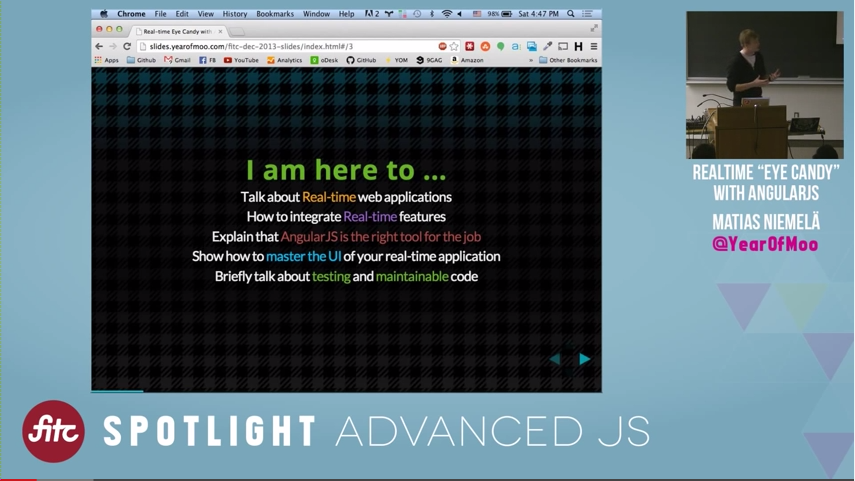 Chrome File Edit View History Bookmarks Window Help 2 98% Sat 4:47 PM
Real-time Eye Candy with
slides.yearofmoo.com/fitc-dec-2013-slides/index.html#/3
Apps Github Gmail FB YouTube Analytics oDesk GitHub YOM 9GAG Amazon » Other Bookmarks
I am here to ...
Talk about Real-time web applications
How to integrate Real-time features
Explain that AngularJS is the right tool for the job
Show how to master the UI of your real-time application
Briefly talk about testing and maintainable code
REALTIME “EYE CANDY”
WITH ANGULARJS
MATIAS NIEMELÄ
@YearOfMoo
fitc SPOTLIGHT ADVANCED JS